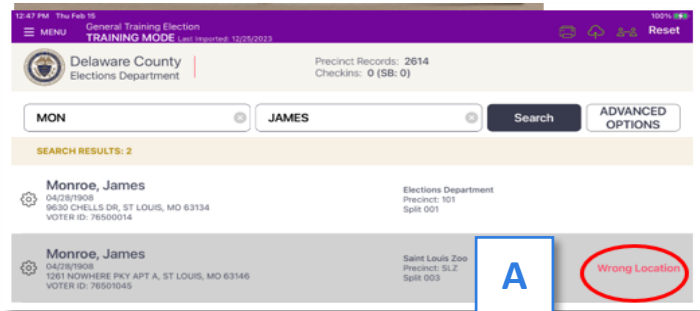 12:47 PM Thu Feb 15
100%
MENU
General Training Election
TRAINING MODE Last Imported: 12/25/2023
Reset
Delaware County
Elections Department
Precinct Records: 2614
Checkins: 0 (SB: 0)
MON
JAMES
Search
ADVANCED
OPTIONS
SEARCH RESULTS: 2
Monroe, James
04/28/1908
9630 CHELLS DR, ST LOUIS, MO 63134
VOTER ID: 76500014
Elections Department
Precinct: 101
Split 001
Monroe, James
04/28/1908
1261 NOWHERE PKY APT A, ST LOUIS, MO 63146
VOTER ID: 76501045
Saint Louis Zoo
Precinct: SLZ
Split 003
A
Wrong Location